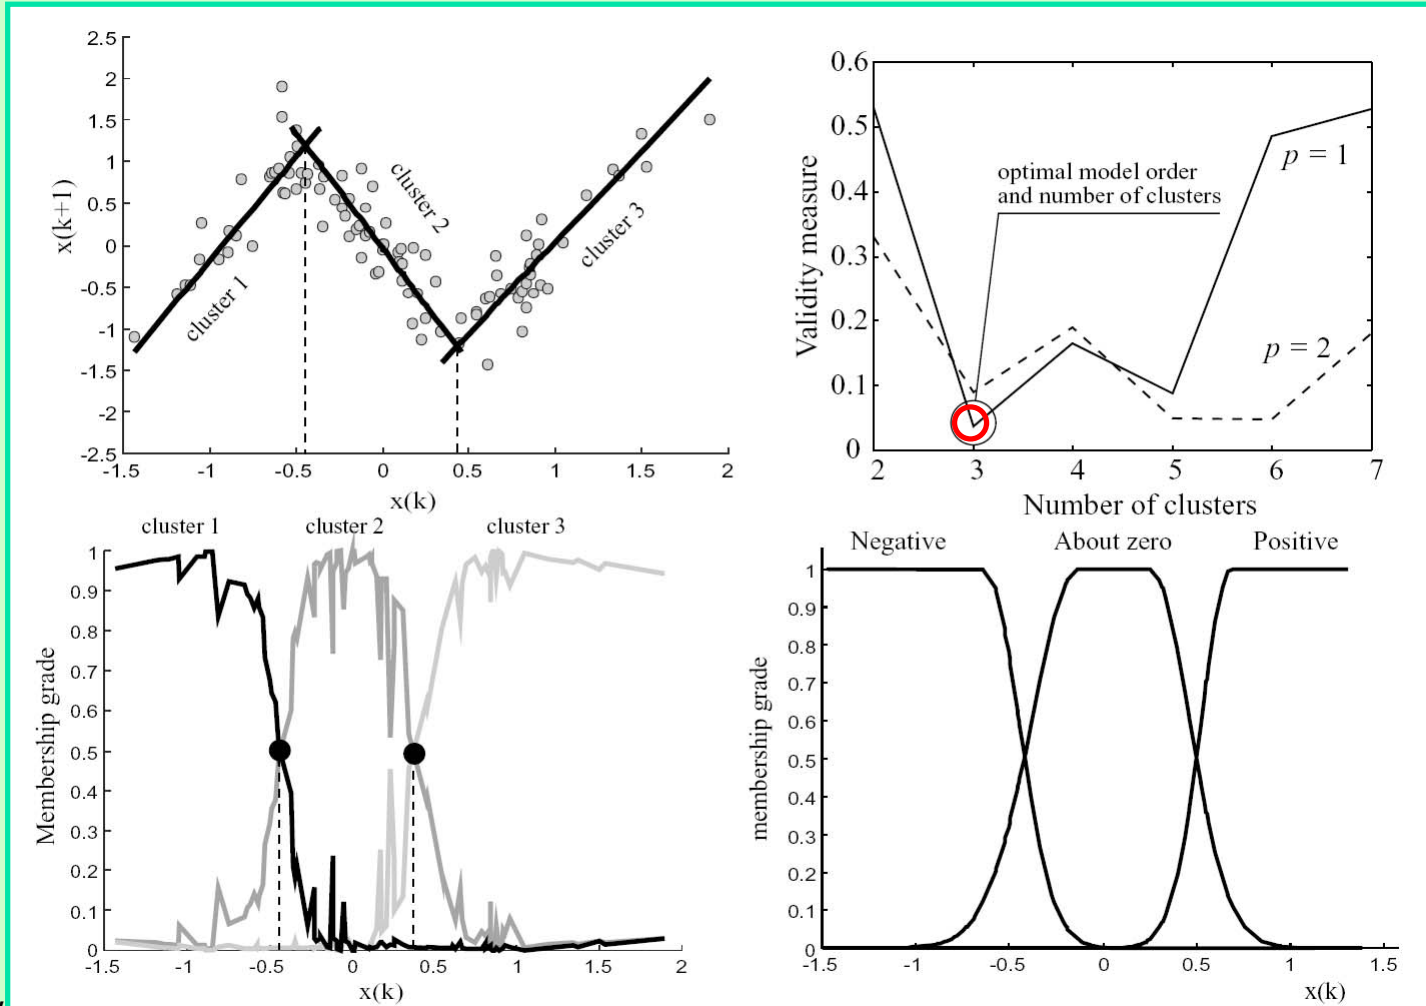 2.5
2
1.5
1
0.5
0
-0.5
-1
-1.5
-2
-2.5
x(k+1)
cluster 1
cluster 2
cluster 3
-1.5 -1 -0.5 0 0.5 1 1.5 2
x(k)
0.6
0.5
0.4
0.3
0.2
0.1
0
Validity measure
optimal model order
and number of clusters
p = 1
p = 2
2 3 4 5 6 7
Number of clusters
cluster 1 cluster 2 cluster 3
1
0.9
0.8
0.7
0.6
0.5
0.4
0.3
0.2
0.1
0
Membership grade
-1.5 -1 -0.5 0 0.5 1 1.5 2
x(k)
Negative About zero Positive
1
0.9
0.8
0.7
0.6
0.5
0.4
0.3
0.2
0.1
0
membership grade
-1.5 -1 -0.5 0 0.5 1 1.5
x(k)